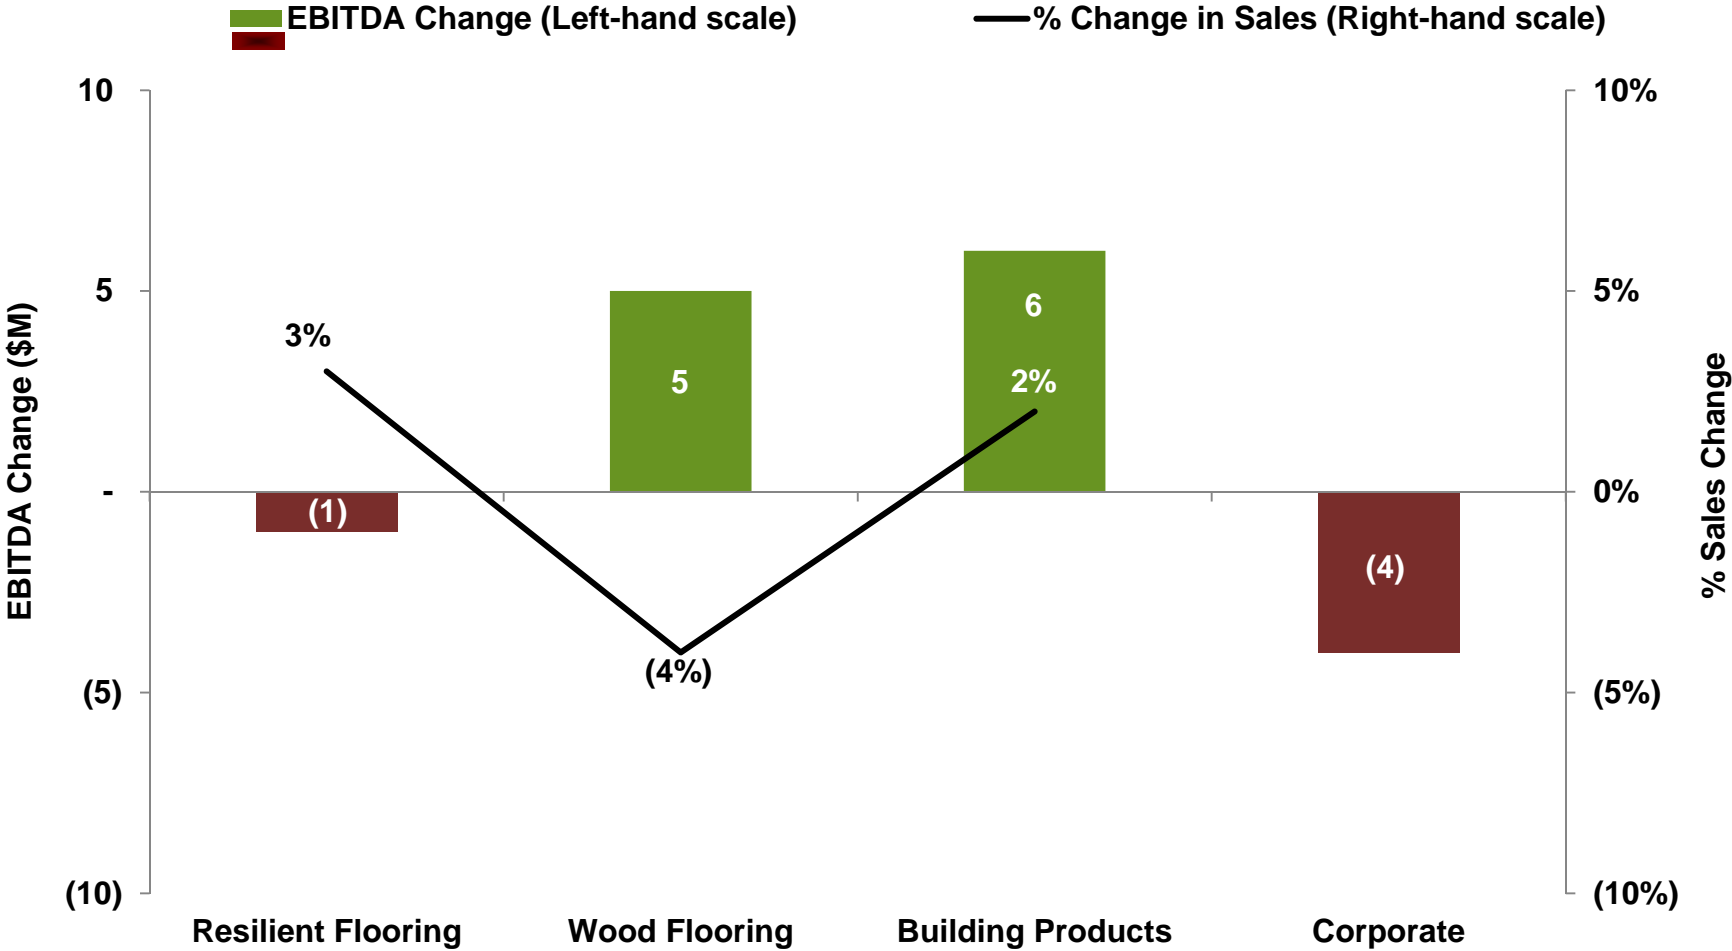 EBITDA Change (Left-hand scale)
% Change in Sales (Right-hand scale)
10
5
-
(5)
(10)
EBITDA Change ($M)
3%
(1)
5
(4%)
6
2%
(4)
10%
5%
0%
(5%)
(10%)
% Sales Change
Resilient Flooring
Wood Flooring
Building Products
Corporate